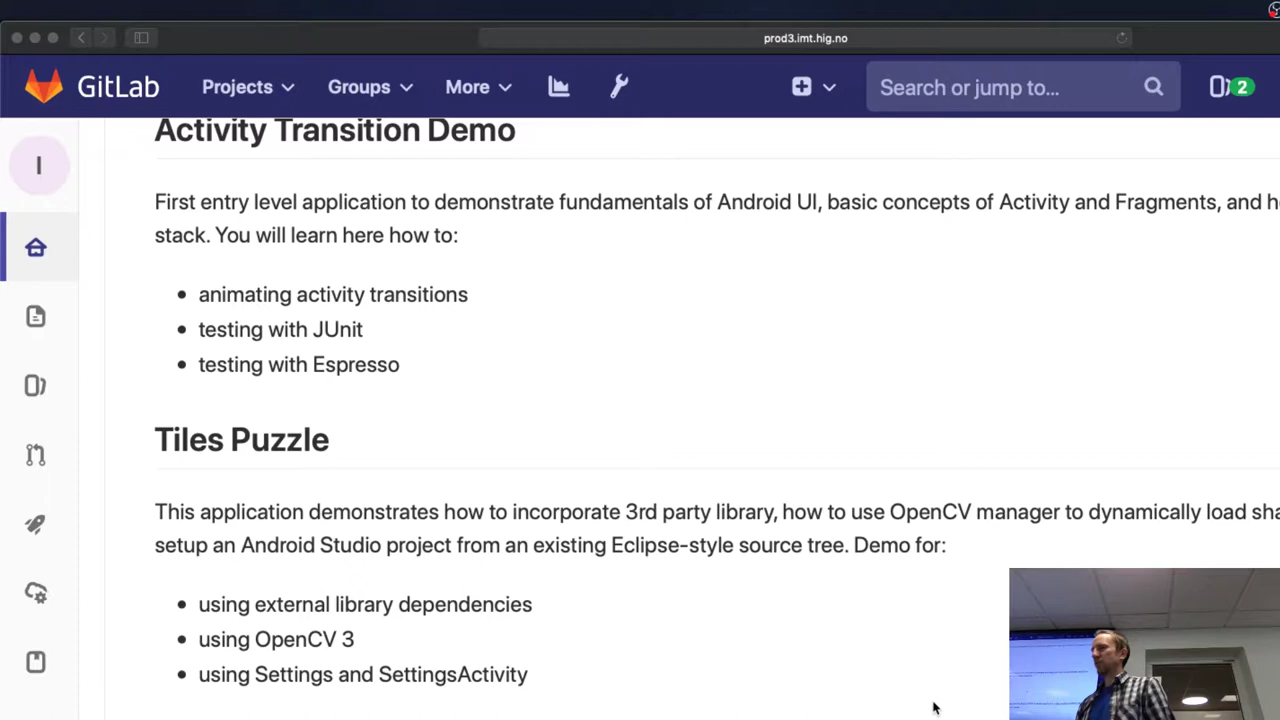 prod3.imt.hig.no
GitLab
Projects
Groups
More
Search or jump to...
2
Activity Transition Demo
I
First entry level application to demonstrate fundamentals of Android UI, basic concepts of Activity and Fragments, and
stack. You will learn here how to:
animating activity transitions
testing with JUnit
testing with Espresso
Tiles Puzzle
This application demonstrates how to incorporate 3rd party library, how to use OpenCV manager to dynamically load
setup an Android Studio project from an existing Eclipse-style source tree. Demo for:
using external library dependencies
using OpenCV 3
using Settings and SettingsActivity